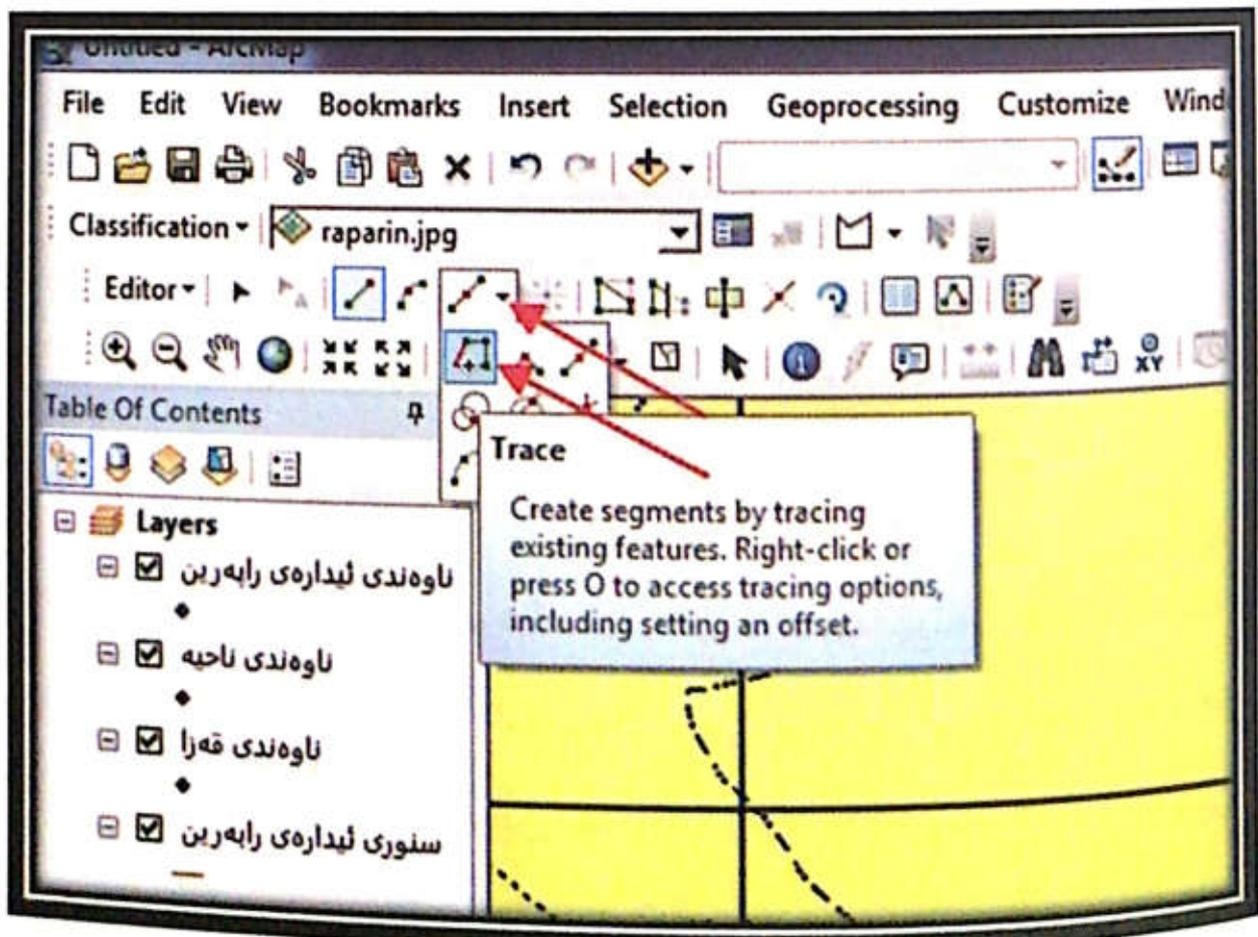 Untitled - ArcMap
File Edit View Bookmarks Insert Selection Geoprocessing Customize Wind
Classification raparin.jpg
Editor
XY
Table Of Contents
Trace
Create segments by tracing
existing features. Right-click or
press O to access tracing options,
including setting an offset.
Layers
ناوەندی ئیدارەی راپەرین
ناوەندی ناحیە
ناوەندی قەزا
سنوری ئیدارەی راپەرین